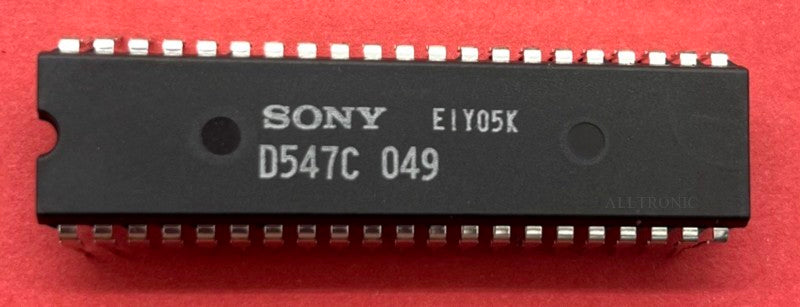 SONY EIY05K
D547C 049
ALLTRONIC